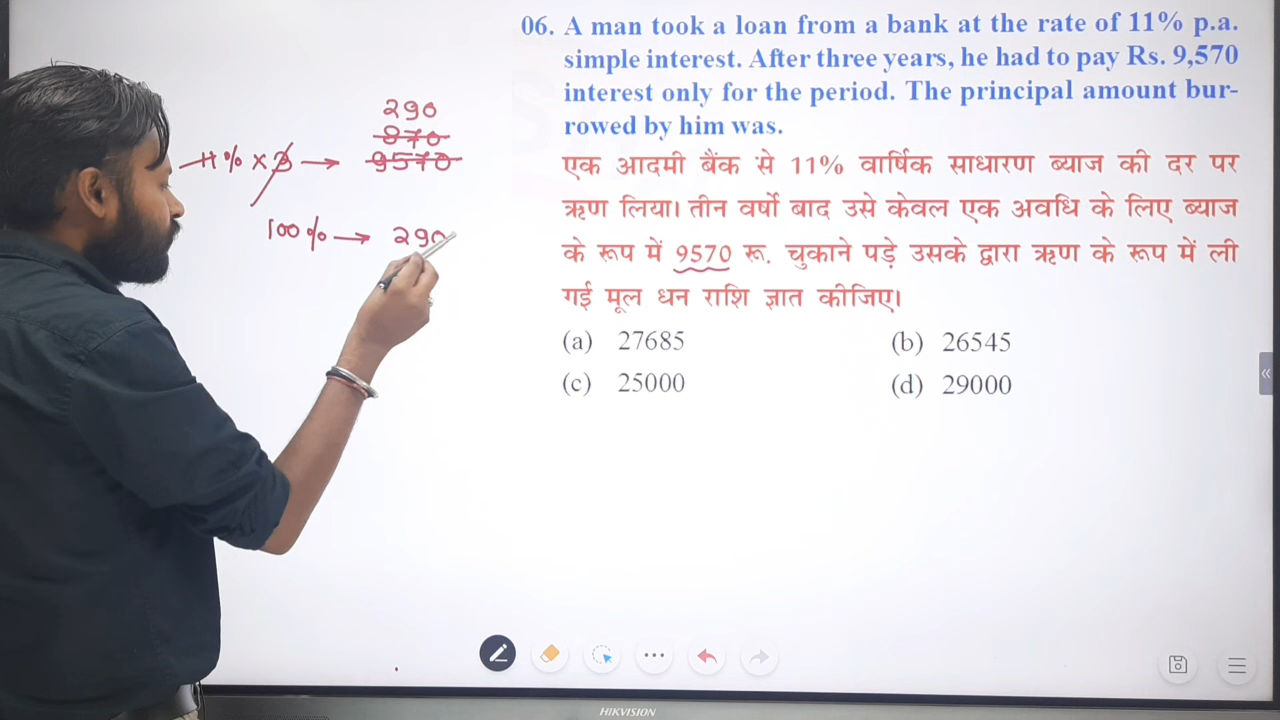 06. A man took a loan from a bank at the rate of 11% p.a.
simple interest. After three years, he had to pay Rs. 9,570
interest only for the period. The principal amount bur-
rowed by him was.
एक आदमी बैंक से 11% वार्षिक साधारण ब्याज की दर पर
ऋण लिया। तीन वर्षो बाद उसे केवल एक अवधि के लिए ब्याज
के रूप में 9570 रू. चुकाने पड़े उसके द्वारा ऋण के रूप में ली
गई मूल धन राशि ज्ञात कीजिए।
(a) 27685 (b) 26545
(c) 25000 (d) 29000
290
870
11% × 3 → 9570
100% → 290
«
HIKVISION